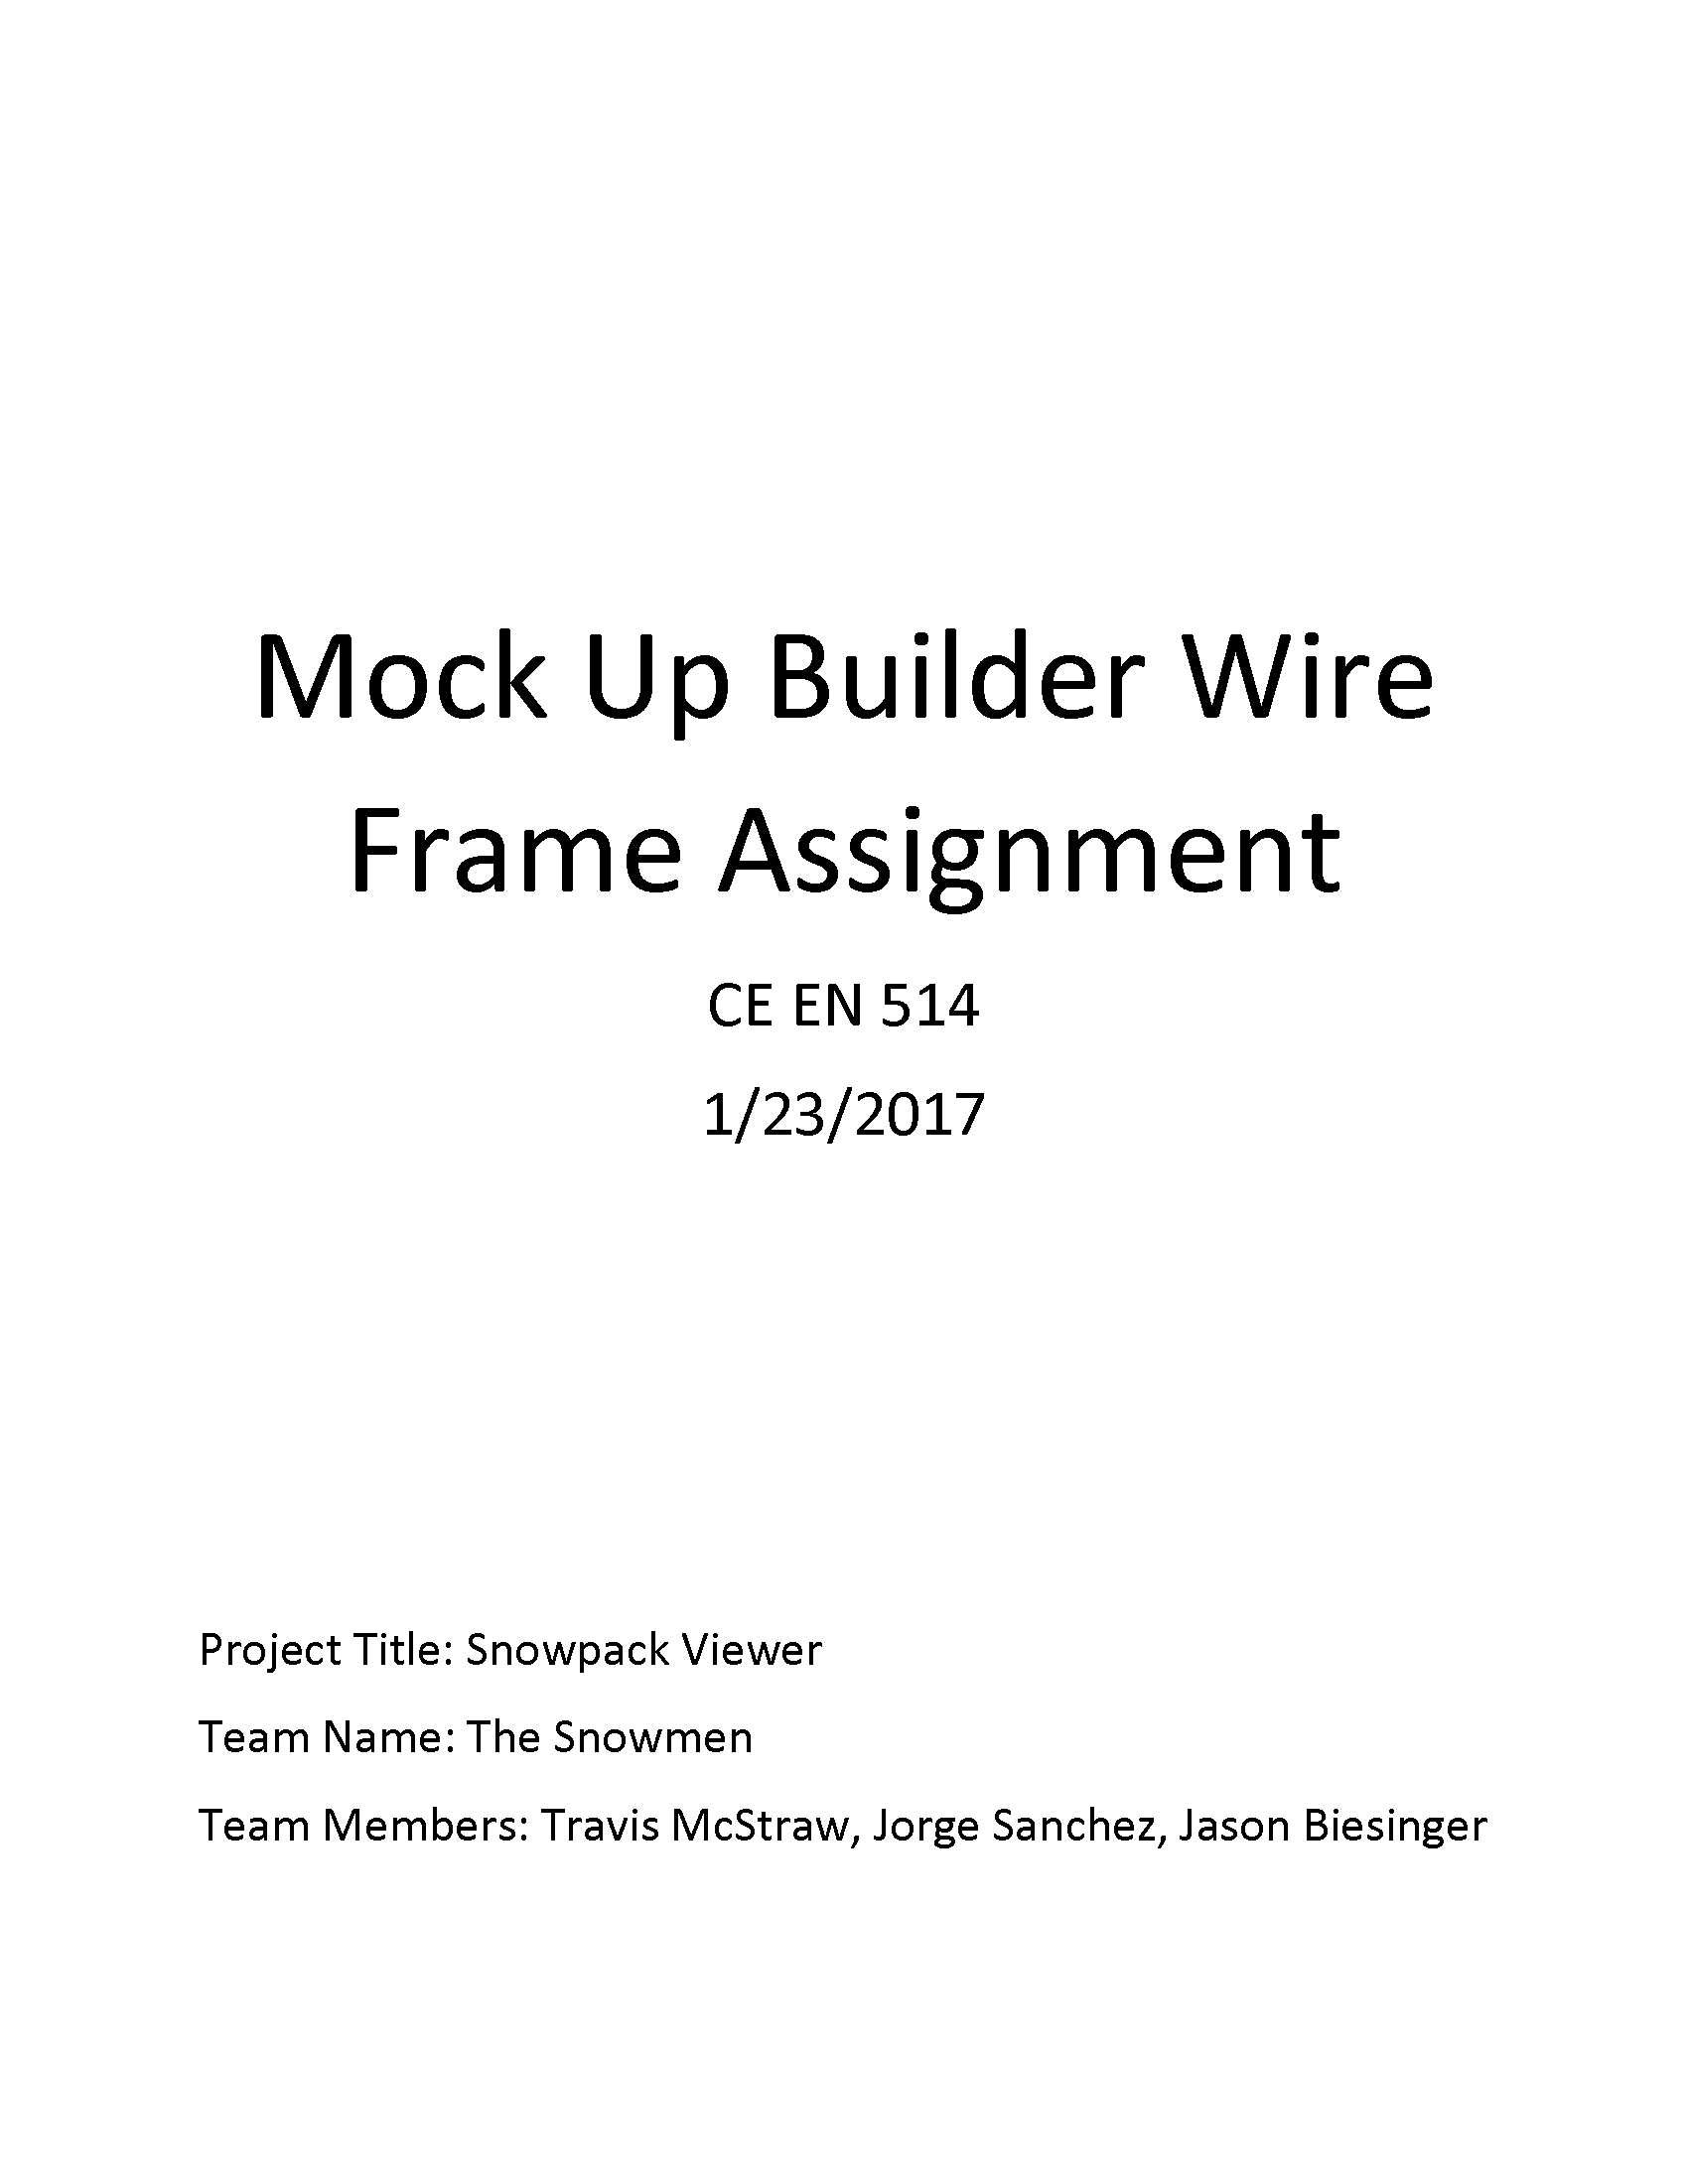 Mock Up Builder Wire
Frame Assignment
CE EN 514
1/23/2017
Project Title: Snowpack Viewer
Team Name: The Snowmen
Team Members: Travis McStraw, Jorge Sanchez, Jason Biesinger